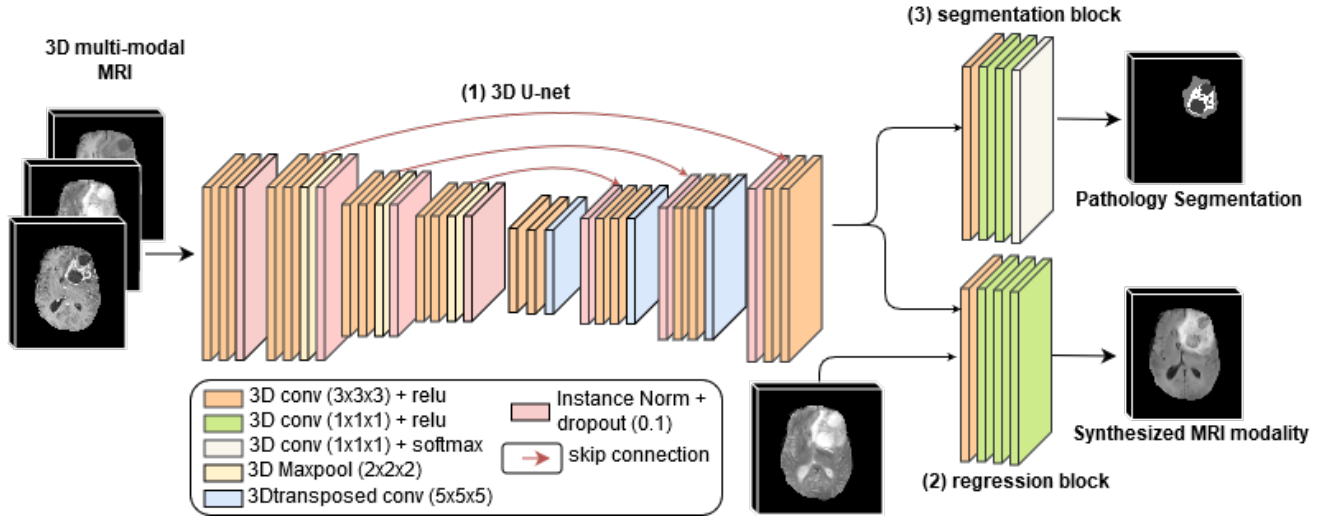 (3) segmentation block
3D multi-modal
MRI
(1) 3D U-net
Pathology Segmentation
3D conv (3x3x3) + relu
3D conv (1x1x1) + relu
3D conv (1x1x1) + softmax
3D Maxpool (2x2x2)
3Dtransposed conv (5x5x5)
Instance Norm +
dropout (0.1)
skip connection
Synthesized MRI modality
(2) regression block